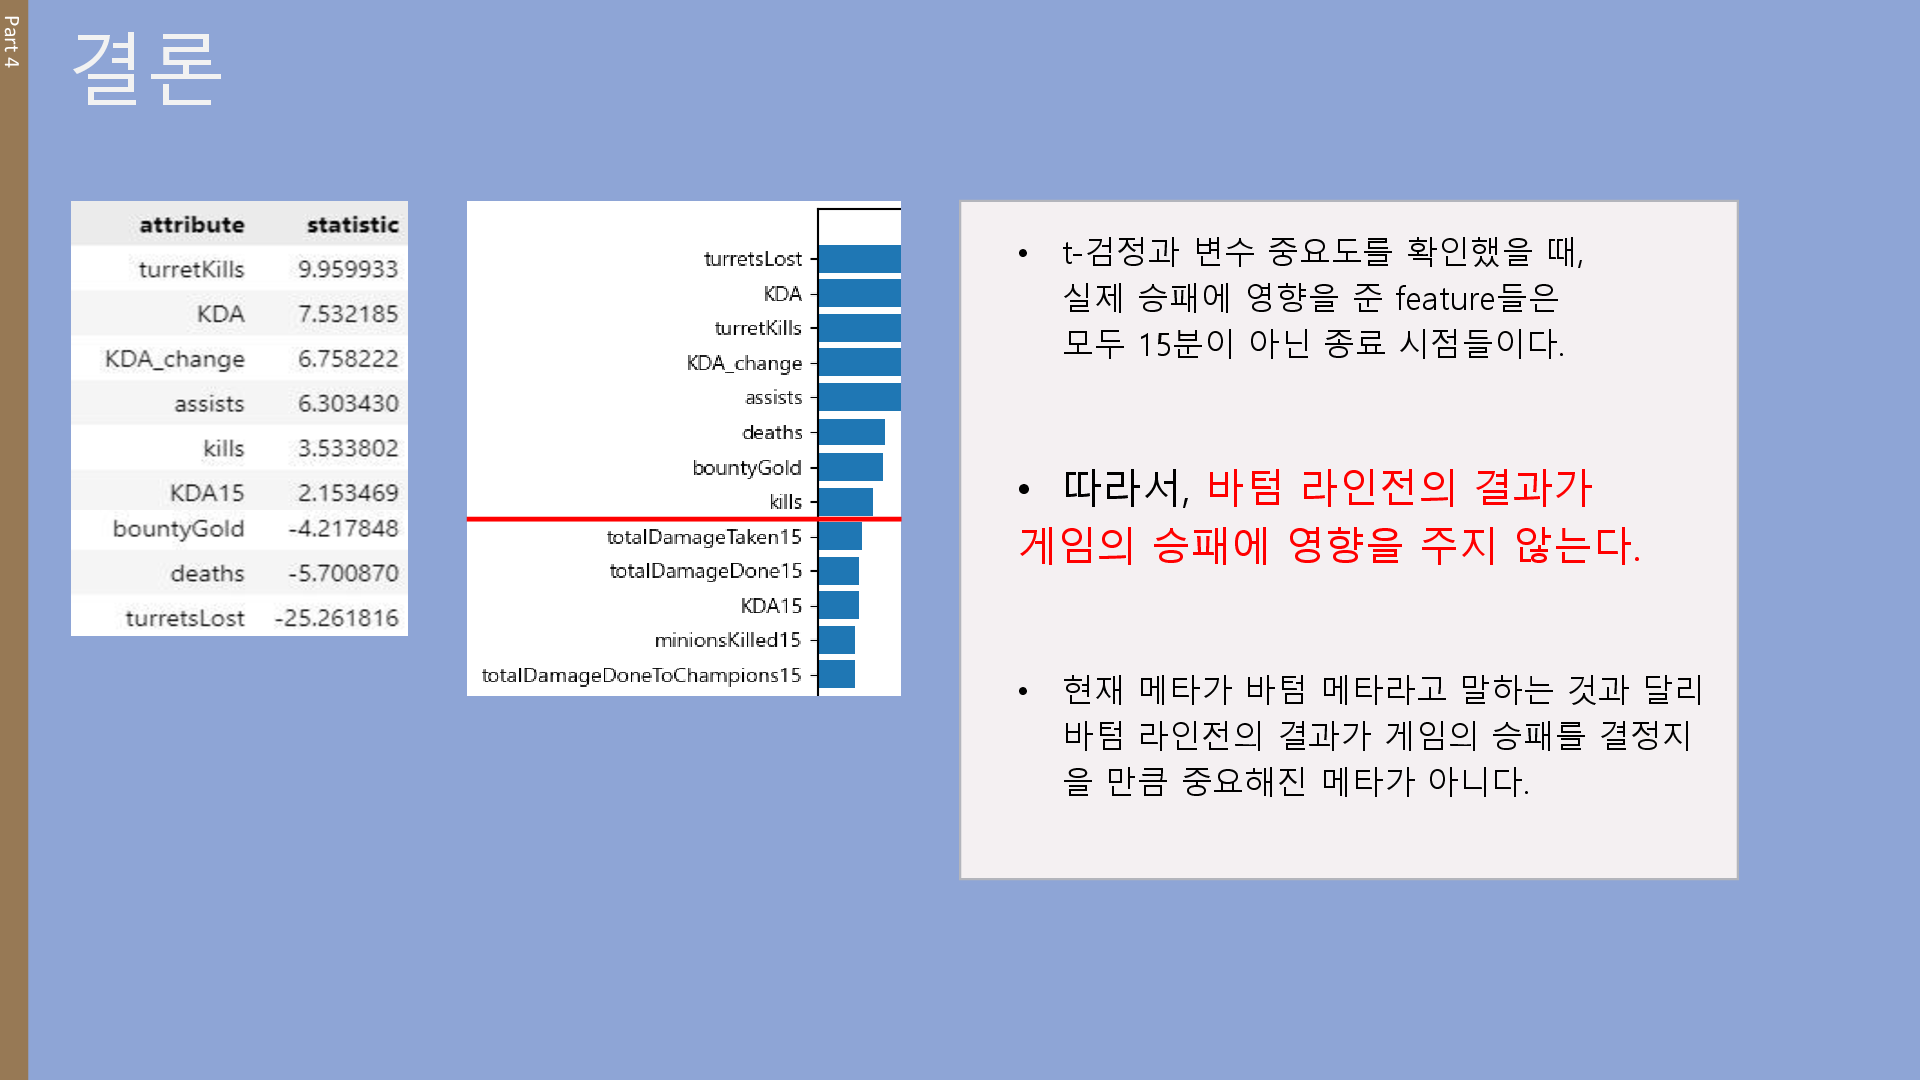 Part 4
결론
attribute statistic
turretKills 9.959933
KDA 7.532185
KDA_change 6.758222
assists 6.303430
kills 3.533802
KDA15 2.153469
bountyGold -4.217848
deaths -5.700870
turretsLost -25.261816
turretsLost
KDA
turretKills
KDA_change
assists
deaths
bountyGold
kills
totalDamageTaken15
totalDamageDone15
KDA15
minionsKilled15
totalDamageDoneToChampions15
• t-검정과 변수 중요도를 확인했을 때,
실제 승패에 영향을 준 feature들은
모두 15분이 아닌 종료 시점들이다.
• 따라서, 바텀 라인전의 결과가
게임의 승패에 영향을 주지 않는다.
• 현재 메타가 바텀 메타라고 말하는 것과 달리
바텀 라인전의 결과가 게임의 승패를 결정지
을 만큼 중요해진 메타가 아니다.